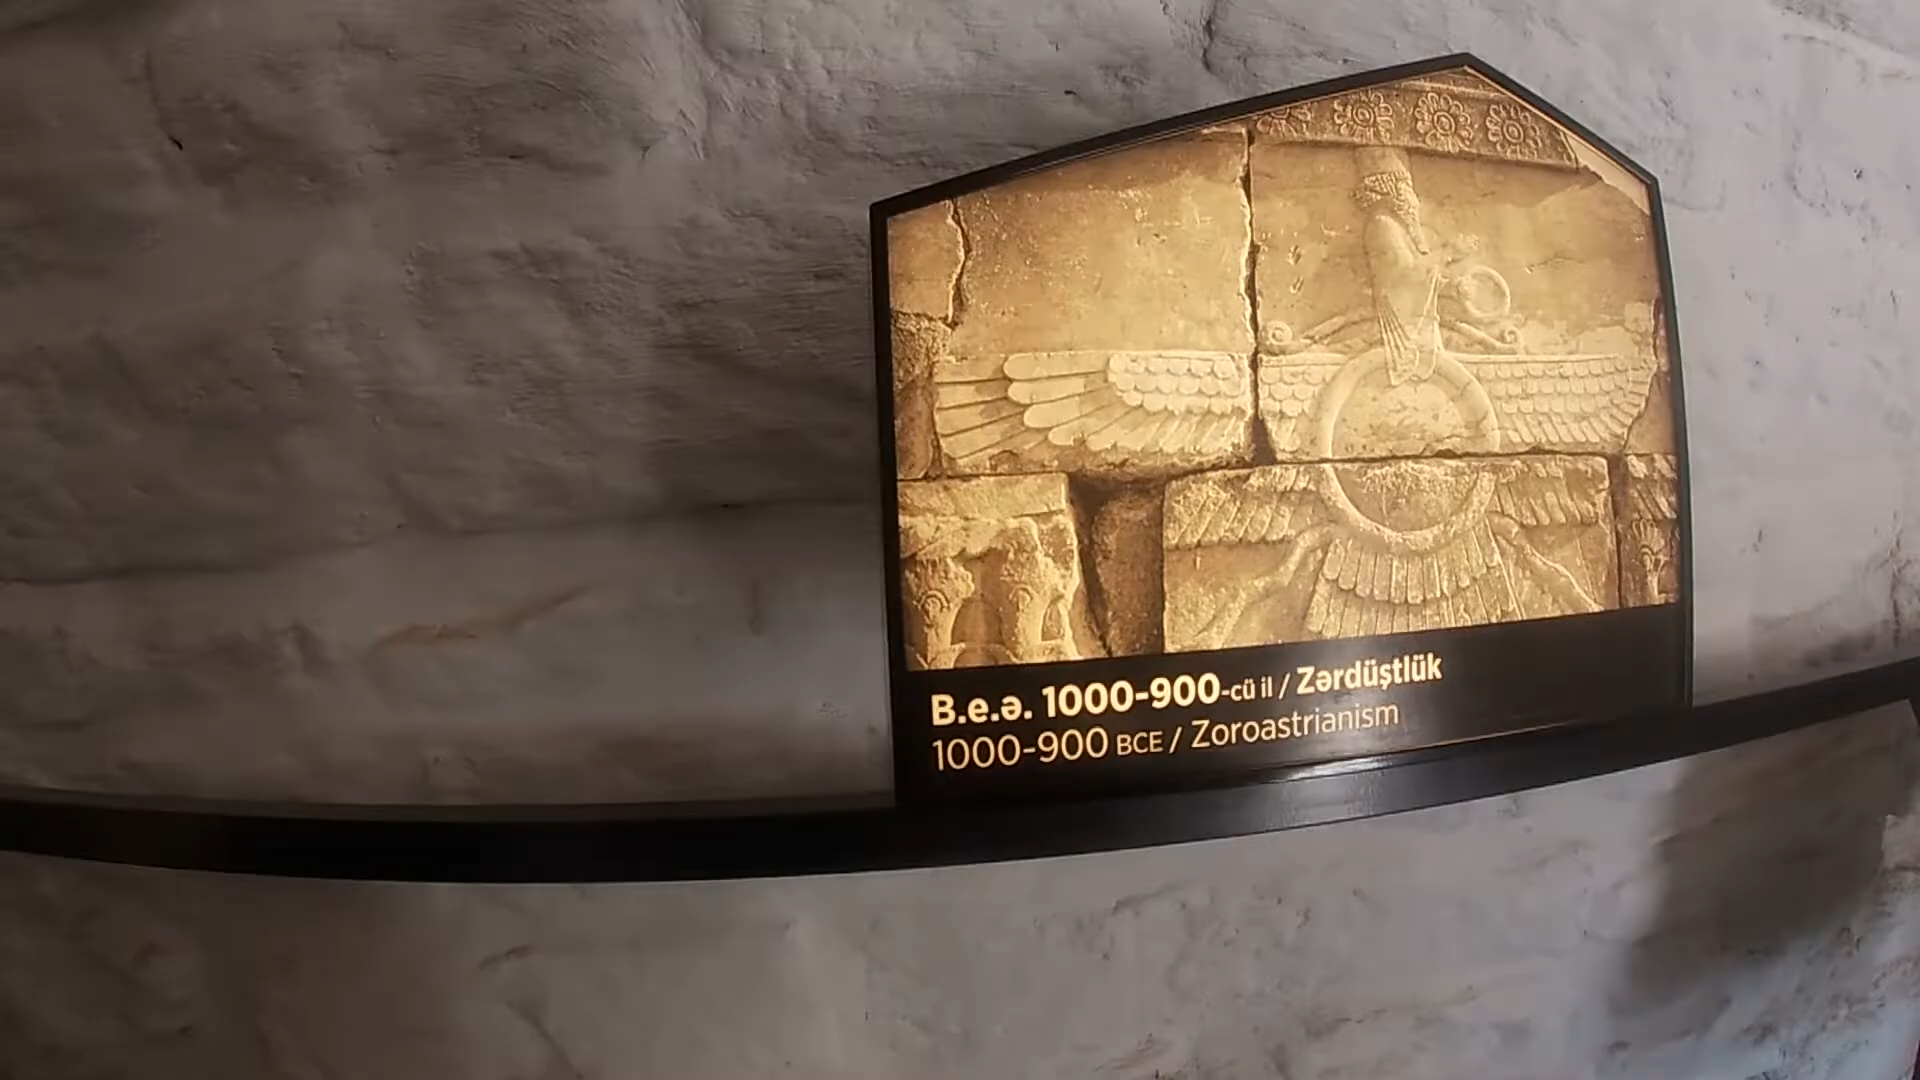 B.e.ə. 1000-900-cü il / Zərdüştlük
1000-900 BCE / Zoroastrianism